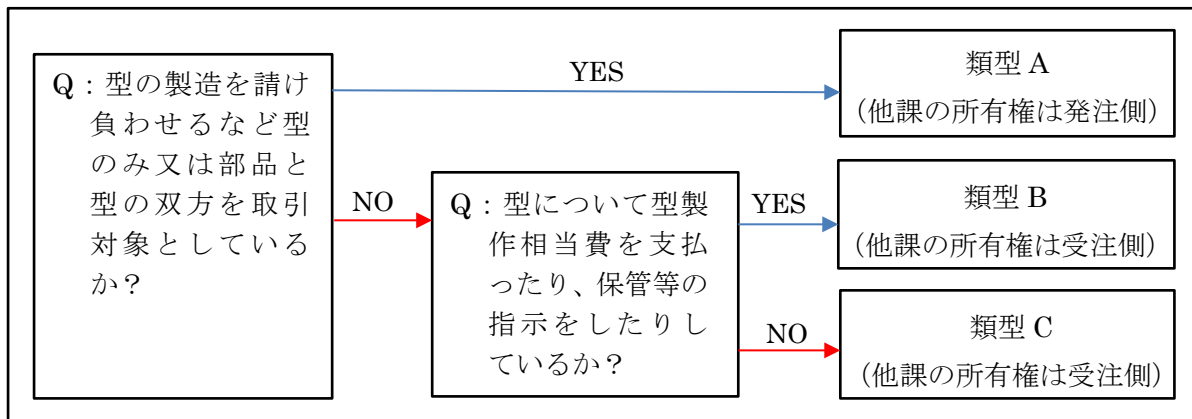 Q：型の製造を請け
負わせるなど型
のみ又は部品と
型の双方を取引
対象としている
か？
YES
類型 A
（他課の所有権は発注側）
NO
Q：型について型製
作相当費を支払
ったり、保管等の
指示をしたりし
ているか？
YES
類型 B
（他課の所有権は受注側）
NO
類型 C
（他課の所有権は受注側）